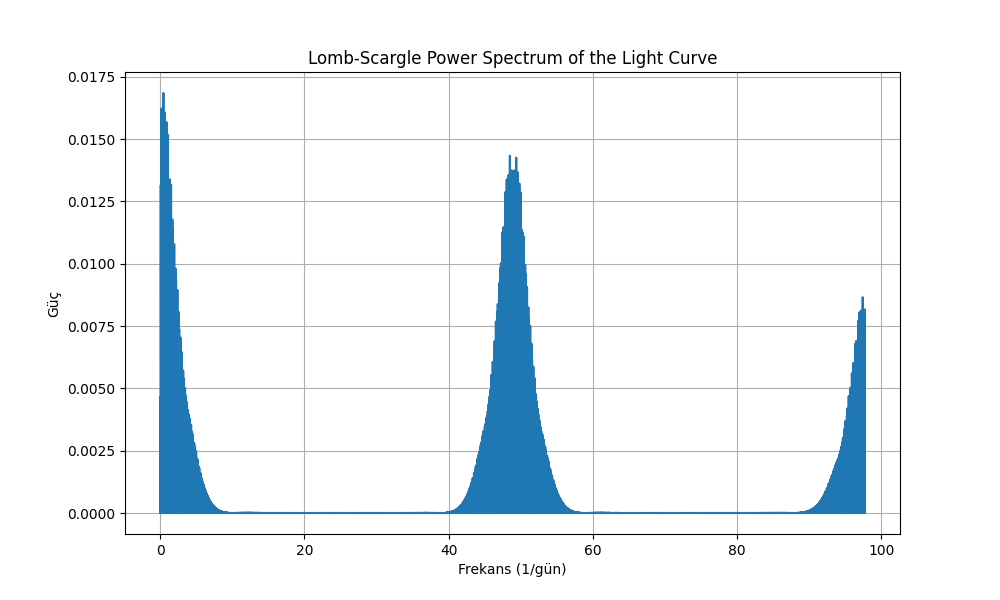 Lomb-Scargle Power Spectrum of the Light Curve
0.0175
0.0150
0.0125
0.0100
0.0075
0.0050
0.0025
0.0000
Güç
0 20 40 60 80 100
Frekans (1/gün)